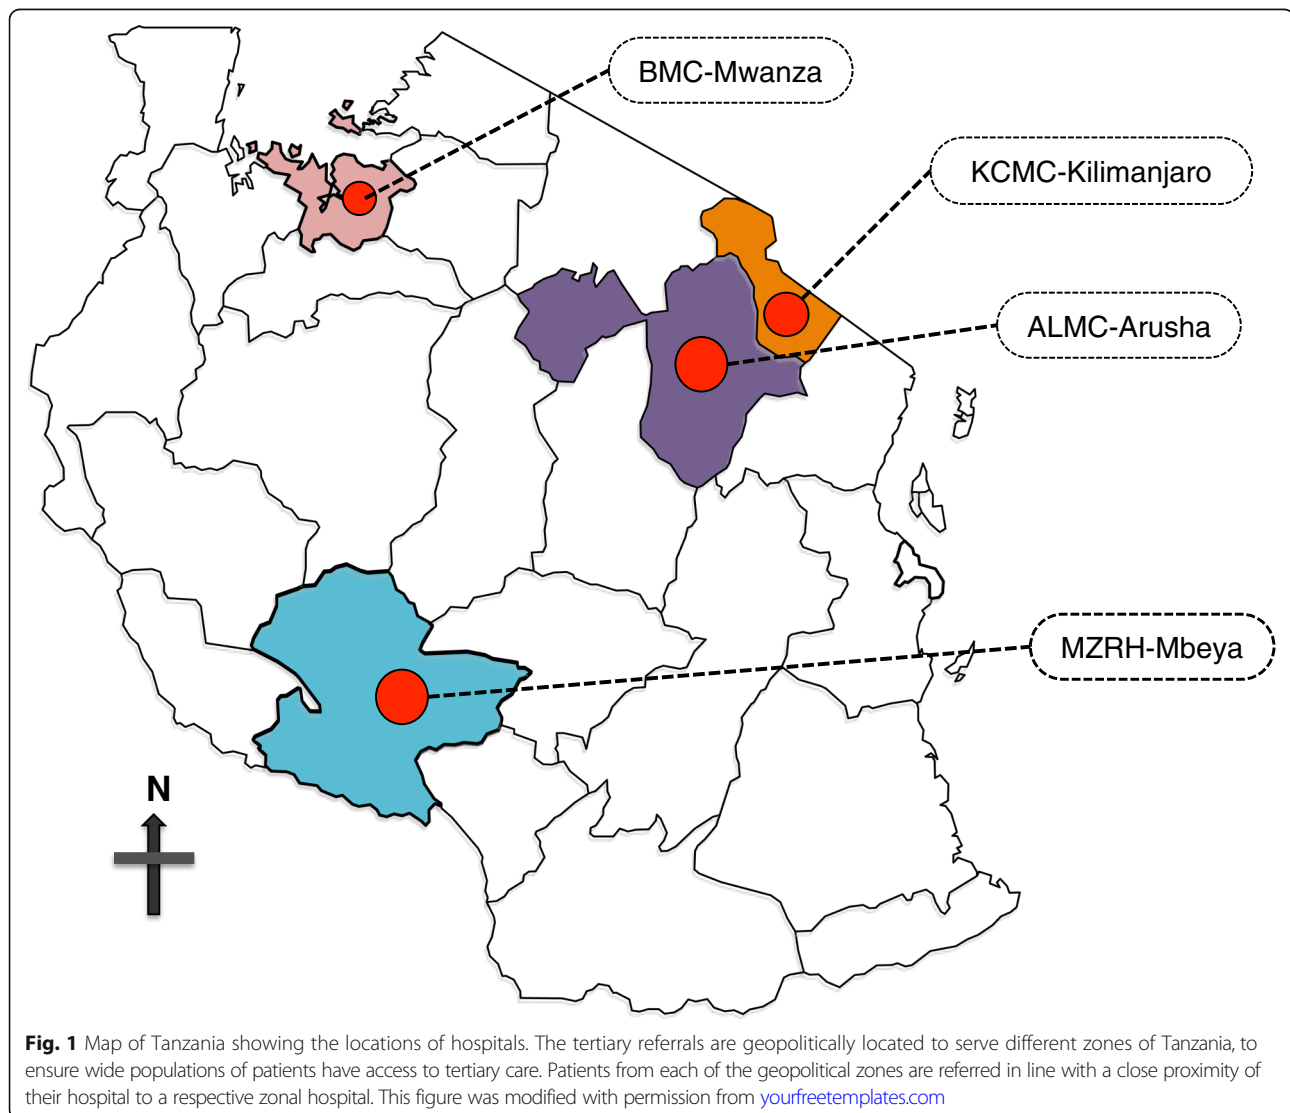 BMC-Mwanza
KCMC-Kilimanjaro
ALMC-Arusha
MZRH-Mbeya
N
Fig. 1 Map of Tanzania showing the locations of hospitals. The tertiary referrals are geopolitically located to serve different zones of Tanzania, to
ensure wide populations of patients have access to tertiary care. Patients from each of the geopolitical zones are referred in line with a close proximity of
their hospital to a respective zonal hospital. This figure was modified with permission from yourfreetemplates.com